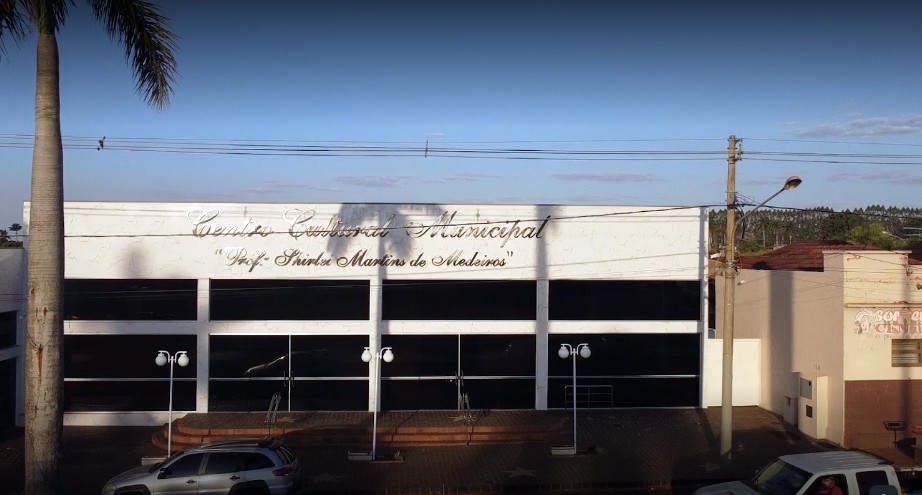 Centro Cultural Municipal
"Prof.ª Shirlei Martins de Medeiros"